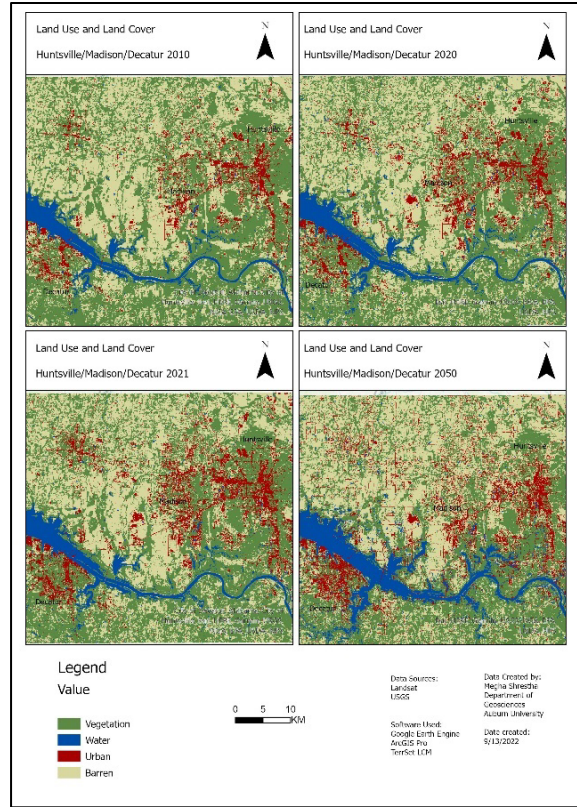 Land Use and Land Cover
Huntsville/Madison/Decatur 2010
N
Huntsville
Madison
Decatur
Land Use and Land Cover
Huntsville/Madison/Decatur 2020
N
Huntsville
Madison
Decatur
Land Use and Land Cover
Huntsville/Madison/Decatur 2021
N
Huntsville
Madison
Decatur
Land Use and Land Cover
Huntsville/Madison/Decatur 2050
N
Huntsville
Madison
Decatur
Legend
Value
Vegetation
Water
Urban
Barren
0 5 10
KM
Data Sources:
Landsat
USGS
Software Used:
Google Earth Engine
ArcGIS Pro
TerrSet LCM
Data Created by:
Megha Shrestha
Department of
Geosciences
Auburn University
Date created:
9/13/2022